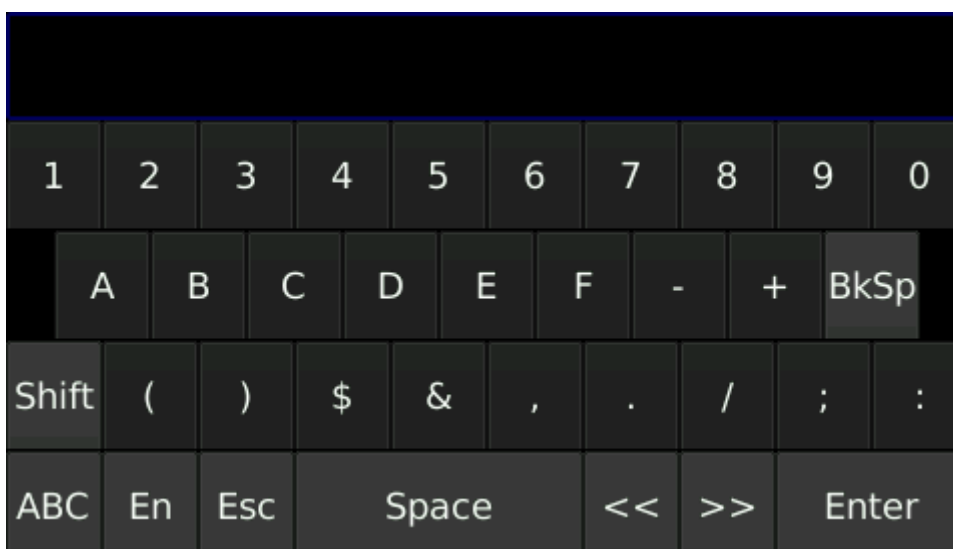 1 2 3 4 5 6 7 8 9 0
A B C D E F - + BkSp
Shift ( ) $ & , . / ; :
ABC En Esc Space << >> Enter